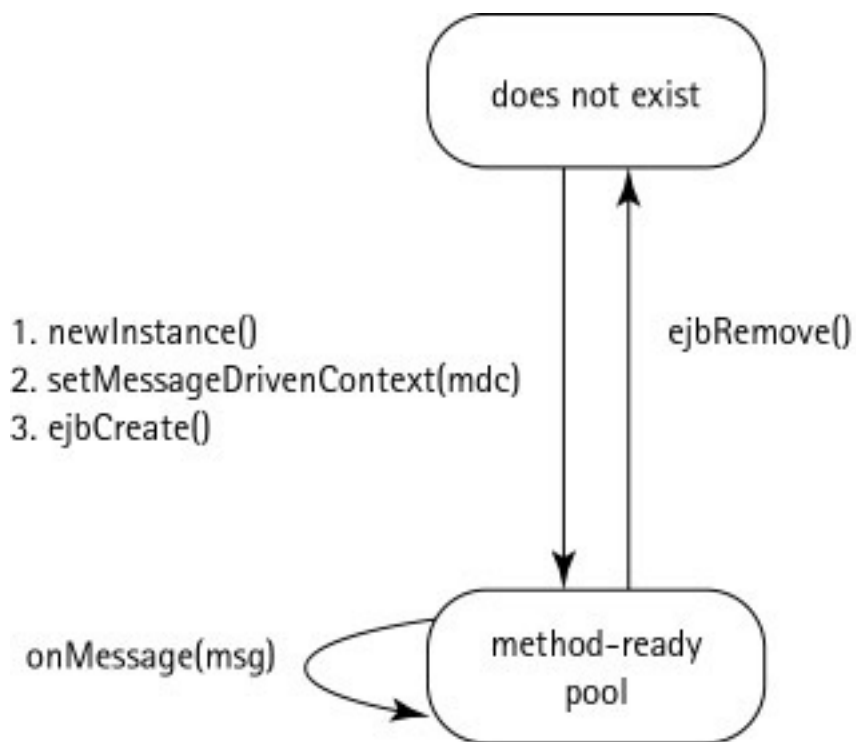 does not exist
1. newInstance()
2. setMessageDrivenContext(mdc)
3. ejbCreate()
ejbRemove()
onMessage(msg)
method-ready
pool